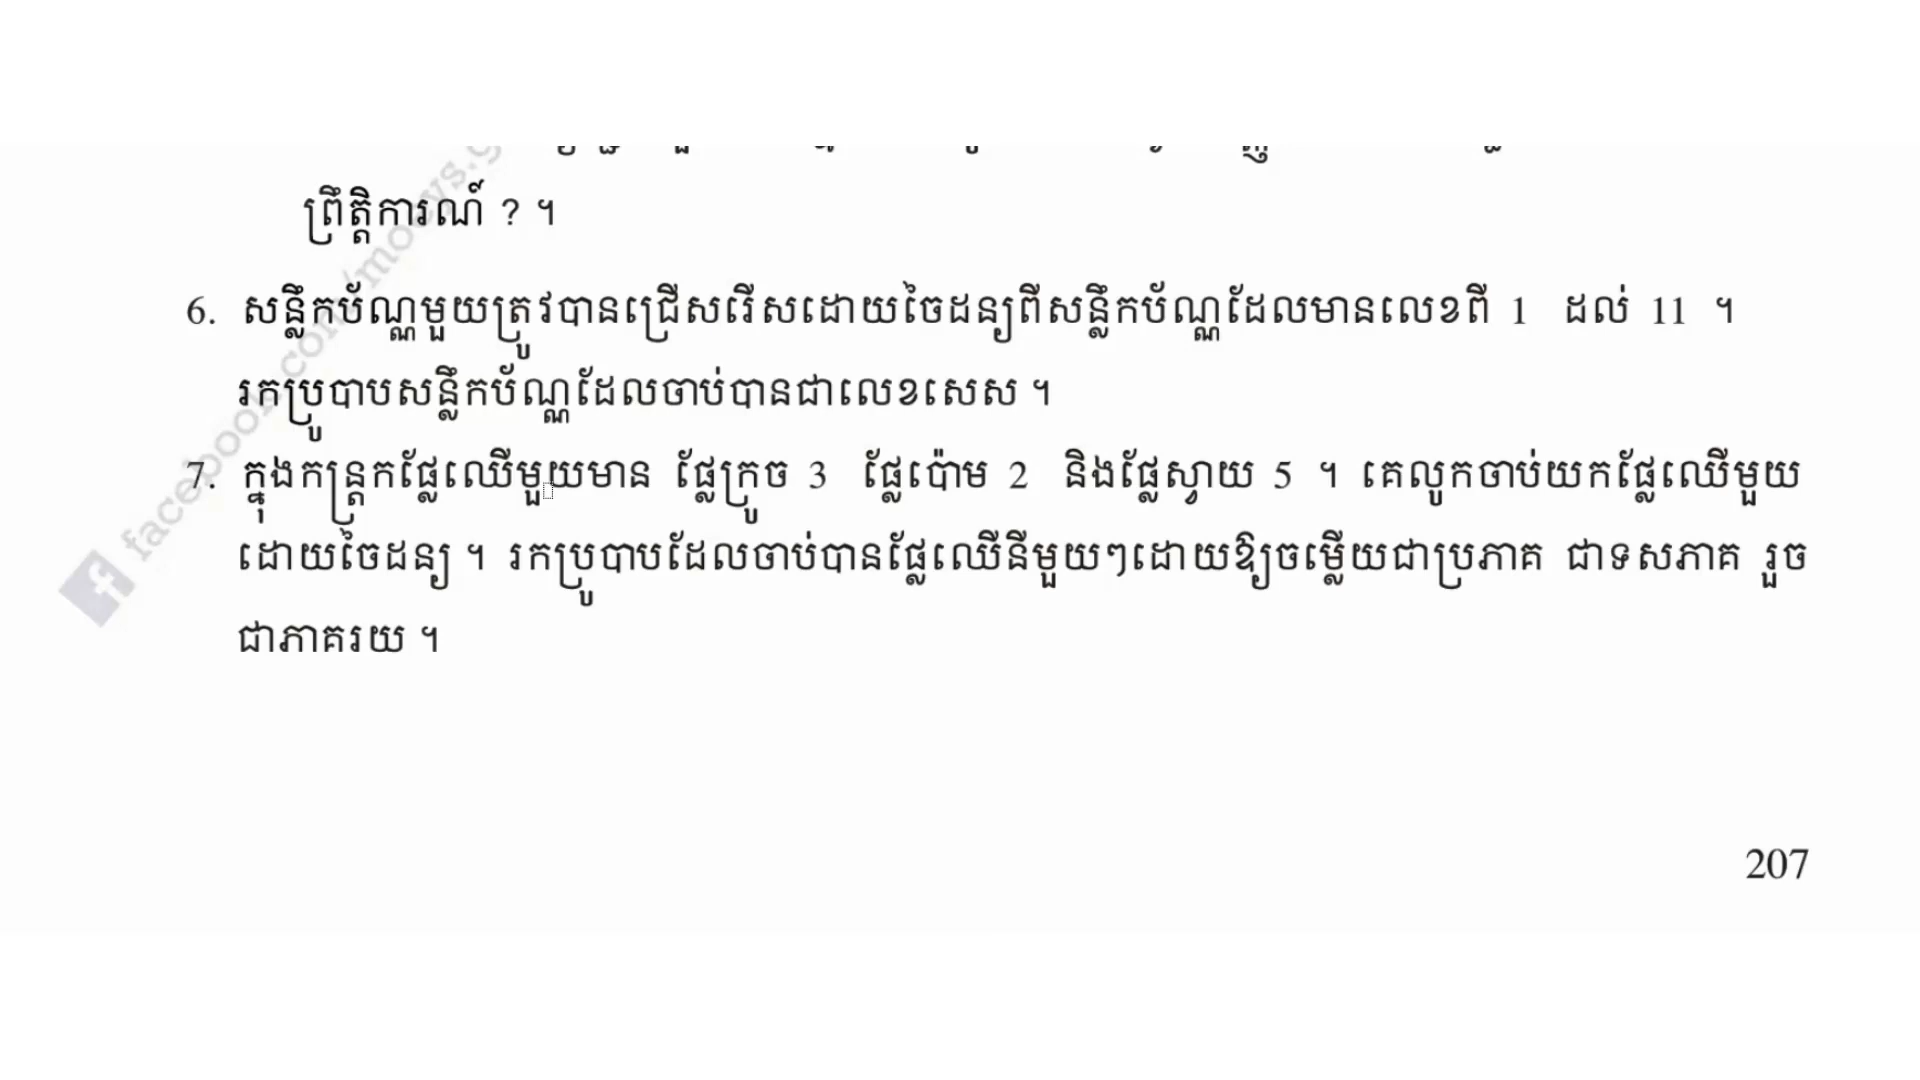 ព្រឹត្តិការណ៍ ? ។
6. សន្លឹកប័ណ្ណមួយត្រូវបានជ្រើសរើសដោយចៃដន្យពីសន្លឹកប័ណ្ណដែលមានលេខពី 1 ដល់ 11 ។
រកប្រូបាបសន្លឹកប័ណ្ណដែលចាប់បានជាលេខសេស ។
7. ក្នុងកន្ត្រកផ្លែឈើមួយមាន ផ្លែក្រូច 3 ផ្លែប៉ោម 2 និងផ្លែស្វាយ 5 ។ គេលូកចាប់យកផ្លែឈើមួយ
ដោយចៃដន្យ ។ រកប្រូបាបដែលចាប់បានផ្លែឈើនីមួយៗដោយឱ្យចម្លើយជាប្រភាគ ជាទសភាគ រួច
ជាភាគរយ ។
207
facebook.com/moeys.g